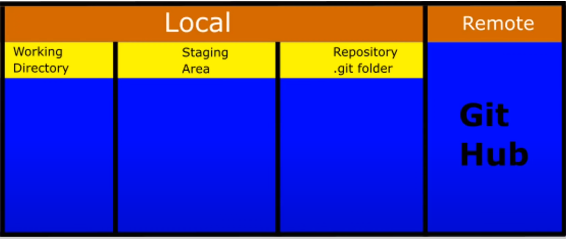 Local
Remote
Working
Directory
Staging
Area
Repository
.git folder
Git
Hub